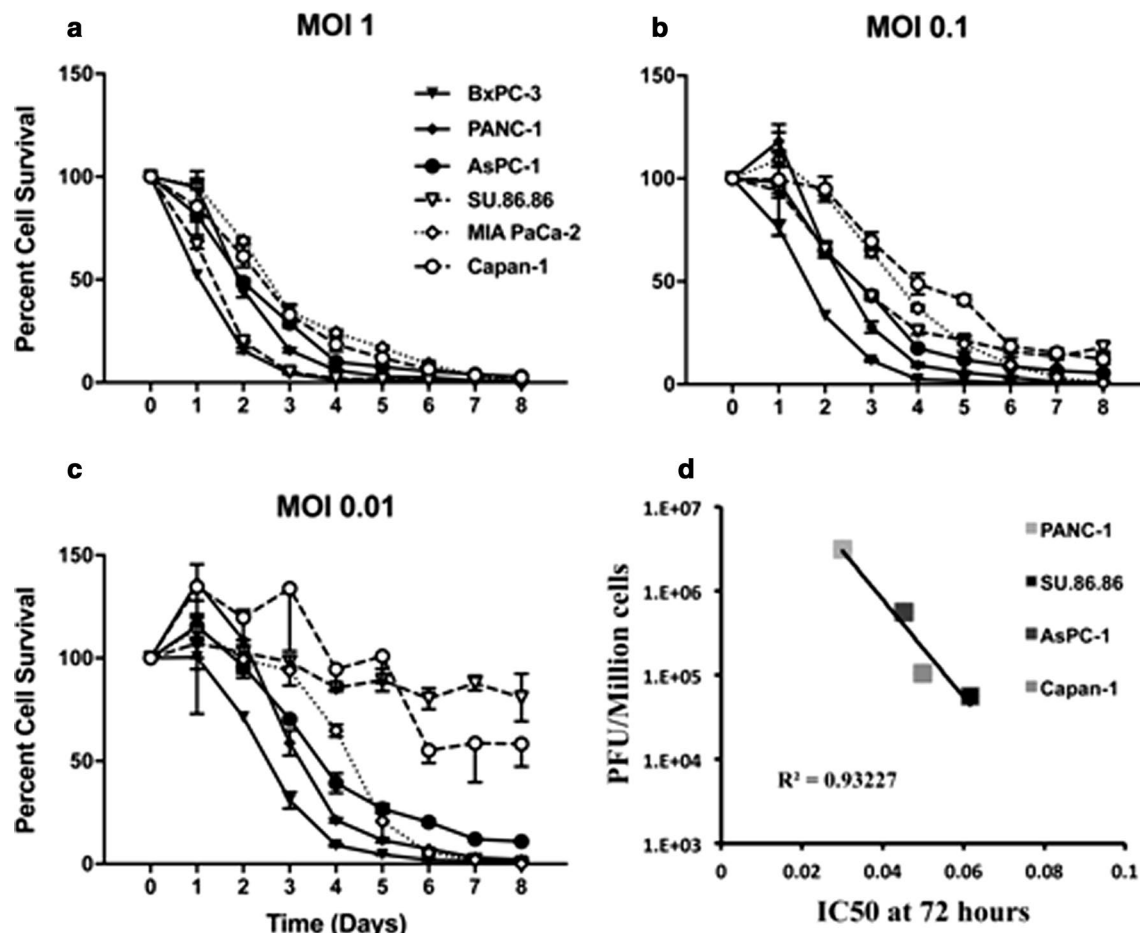 a
MOI 1
150
100
50
0
Percent Cell Survival
BxPC-3
PANC-1
AsPC-1
SU.86.86
MIA PaCa-2
Capan-1
0 1 2 3 4 5 6 7 8
b
MOI 0.1
150
100
50
0
0 1 2 3 4 5 6 7 8
c
MOI 0.01
150
100
50
0
Percent Cell Survival
0 1 2 3 4 5 6 7 8
Time (Days)
d
1.E+07
1.E+06
1.E+05
1.E+04
1.E+03
PFU/Million cells
PANC-1
SU.86.86
AsPC-1
Capan-1
R² = 0.93227
0 0.02 0.04 0.06 0.08 0.1
IC50 at 72 hours